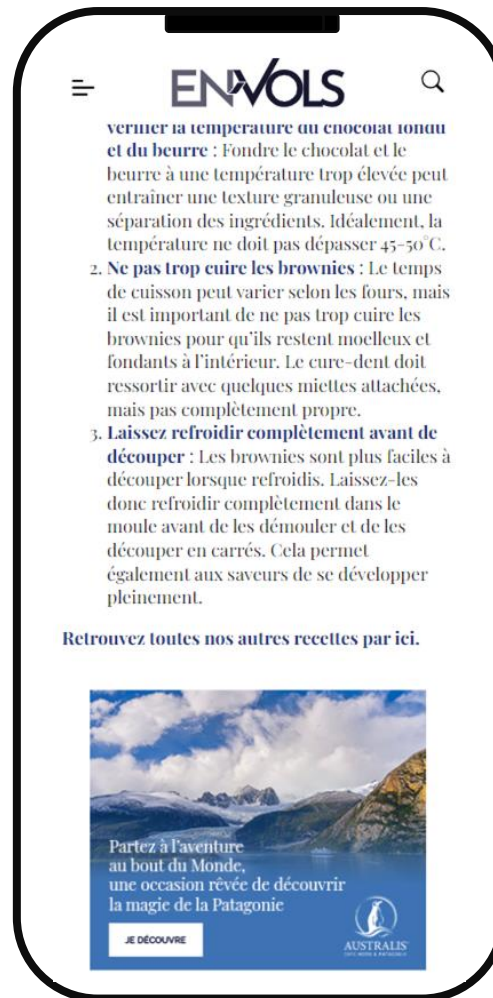 ENVOLS
vérifier la température du chocolat fondu
et du beurre : Fondre le chocolat et le
beurre à une température trop élevée peut
entraîner une texture granuleuse ou une
séparation des ingrédients. Idéalement, la
température ne doit pas dépasser 45-50°C.
2. Ne pas trop cuire les brownies : Le temps
de cuisson peut varier selon les fours, mais
il est important de ne pas trop cuire les
brownies pour qu'ils restent moelleux et
fondants à l'intérieur. Le cure-dent doit
ressortir avec quelques miettes attachées,
mais pas complètement propre.
3. Laissez refroidir complètement avant de
découper : Les brownies sont plus faciles à
découper lorsque refroidis. Laissez-les
donc refroidir complètement dans le
moule avant de les démouler et de les
découper en carrés. Cela permet
également aux saveurs de se développer
pleinement.
Retrouvez toutes nos autres recettes par ici.
Partez à l'aventure
au bout du Monde,
une occasion rêvée de découvrir
la magie de la Patagonie
JE DÉCOUVRE
AUSTRALIS